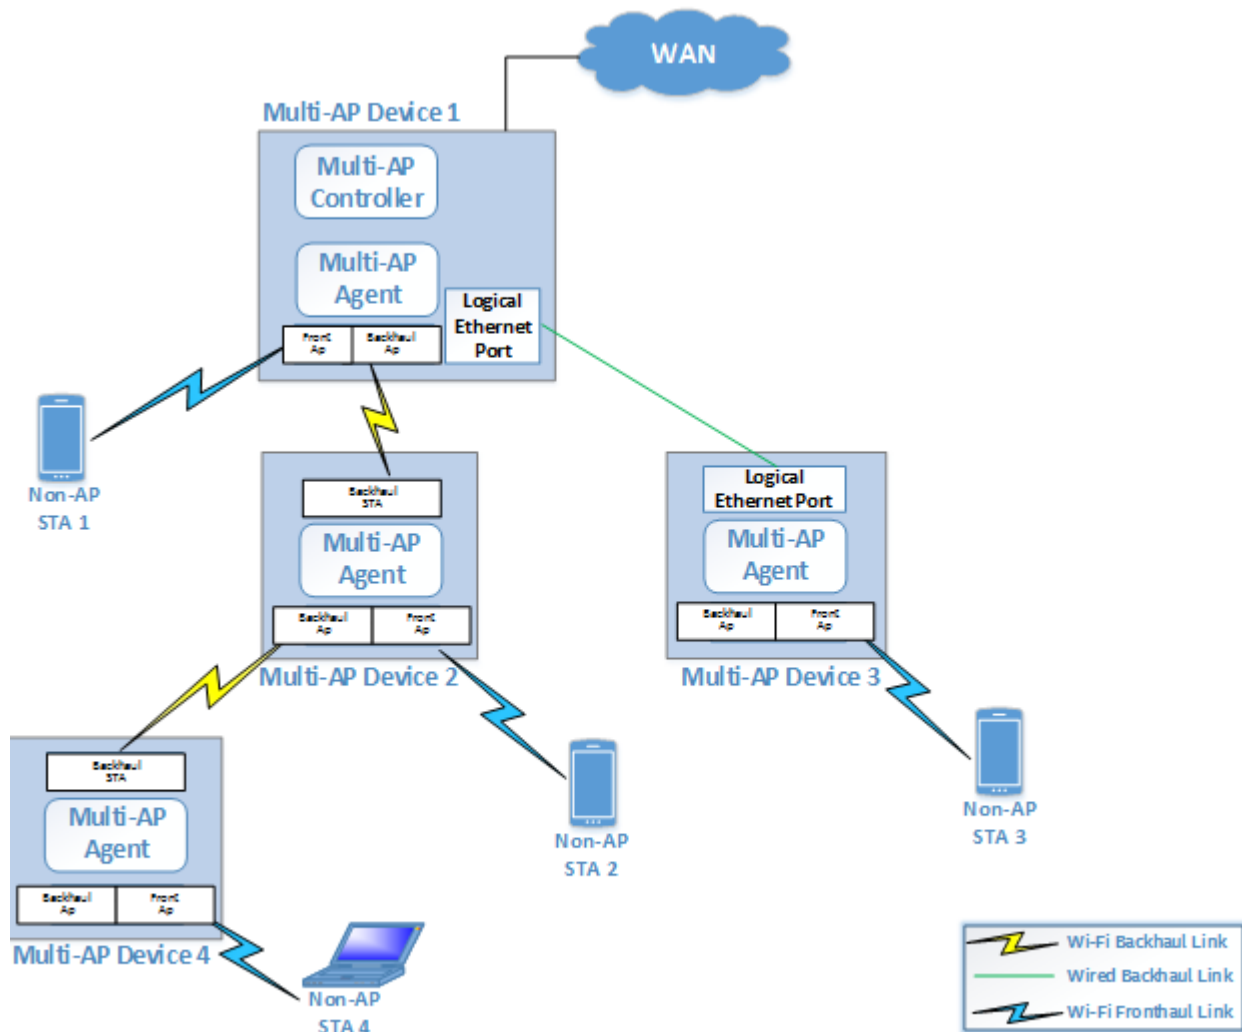 WAN
Multi-AP Device 1
Multi-AP
Controller
Multi-AP
Agent
Logical
Ethernet
Port
Front
Ap
Backhaul
Ap
Non-AP
STA 1
Backhaul
STA
Multi-AP
Agent
Backhaul
Ap
Front
Ap
Multi-AP Device 2
Logical
Ethernet Port
Multi-AP
Agent
Backhaul
Ap
Front
Ap
Multi-AP Device 3
Backhaul
STA
Multi-AP
Agent
Backhaul
Ap
Front
Ap
Multi-AP Device 4
Non-AP
STA 2
Non-AP
STA 3
Non-AP
STA 4
Wi-Fi Backhaul Link
Wired Backhaul Link
Wi-Fi Fronthaul Link